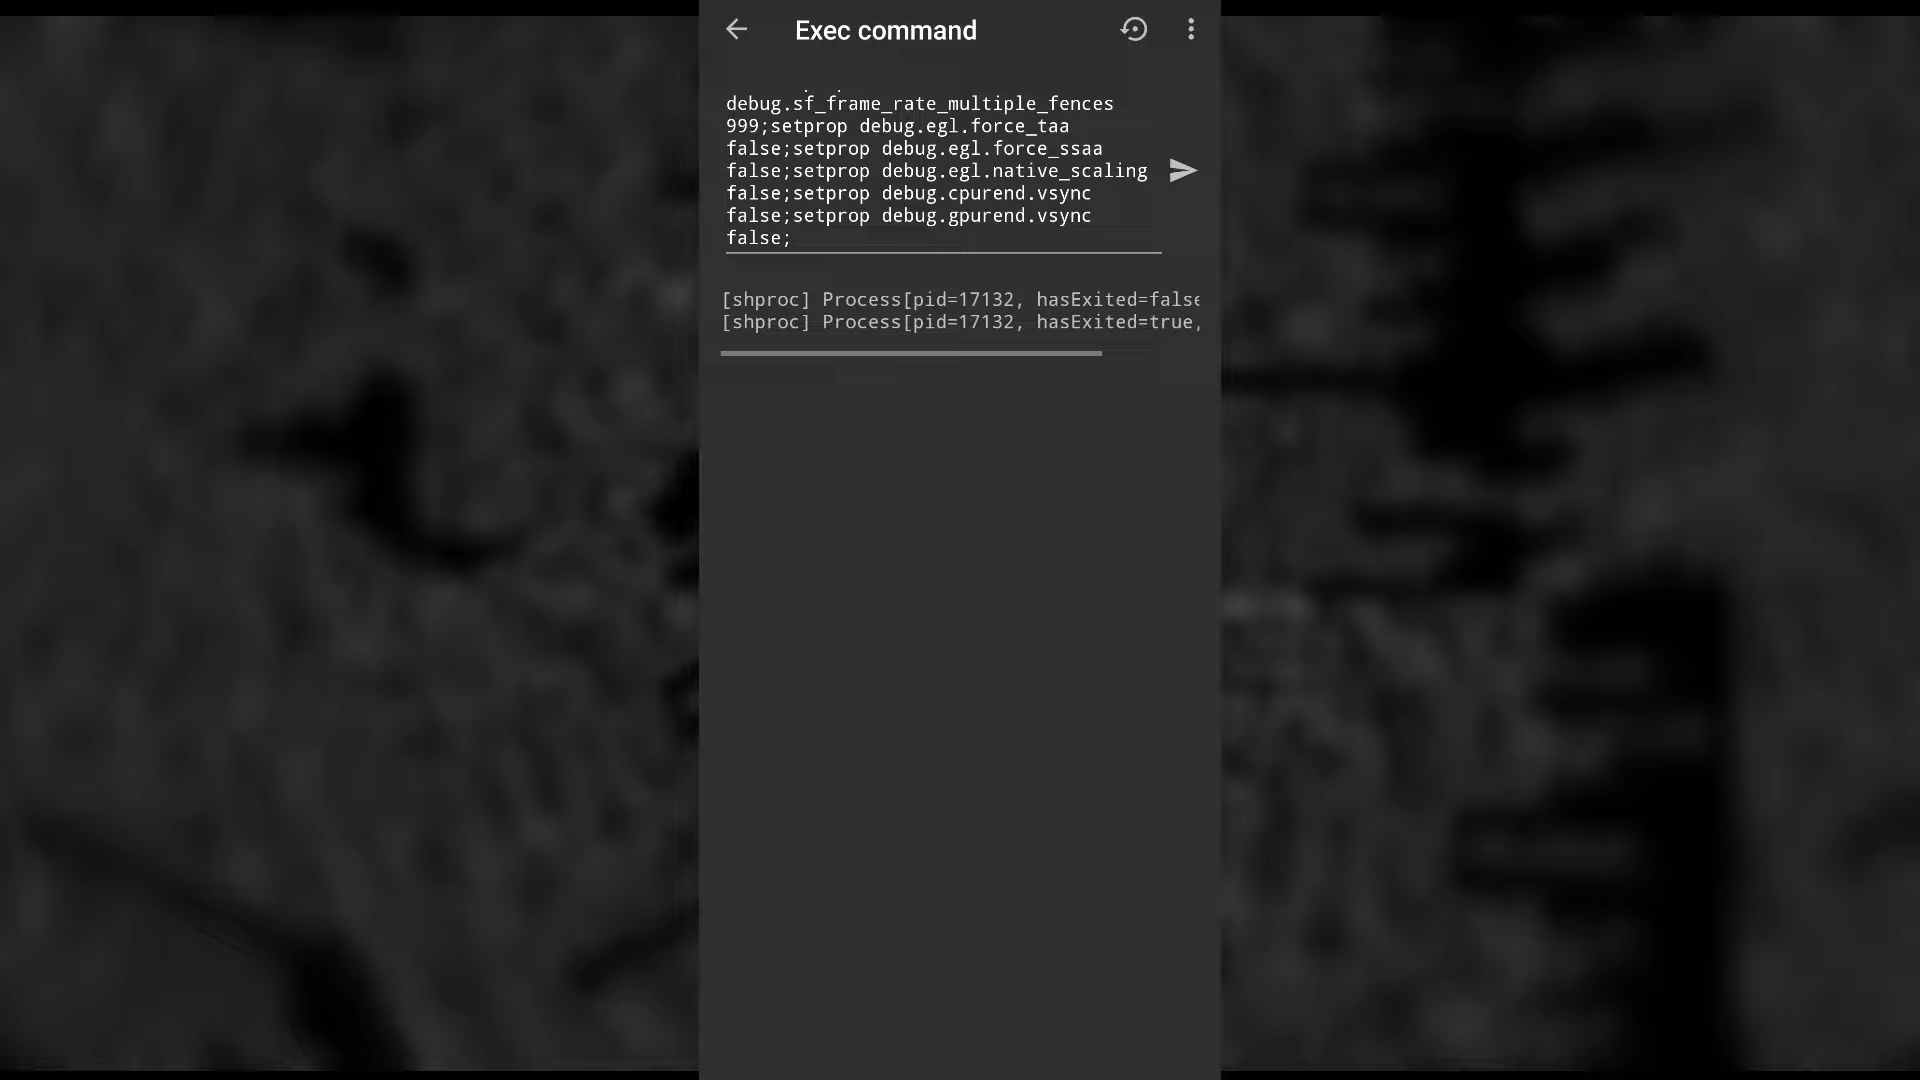 Exec command
debug.sf_frame_rate_multiple_fences
999;setprop debug.egl.force_taa
false;setprop debug.egl.force_ssaa
false;setprop debug.egl.native_scaling
false;setprop debug.cpurend.vsync
false;setprop debug.gpurend.vsync
false;
[shproc] Process[pid=17132, hasExited=false
[shproc] Process[pid=17132, hasExited=true,